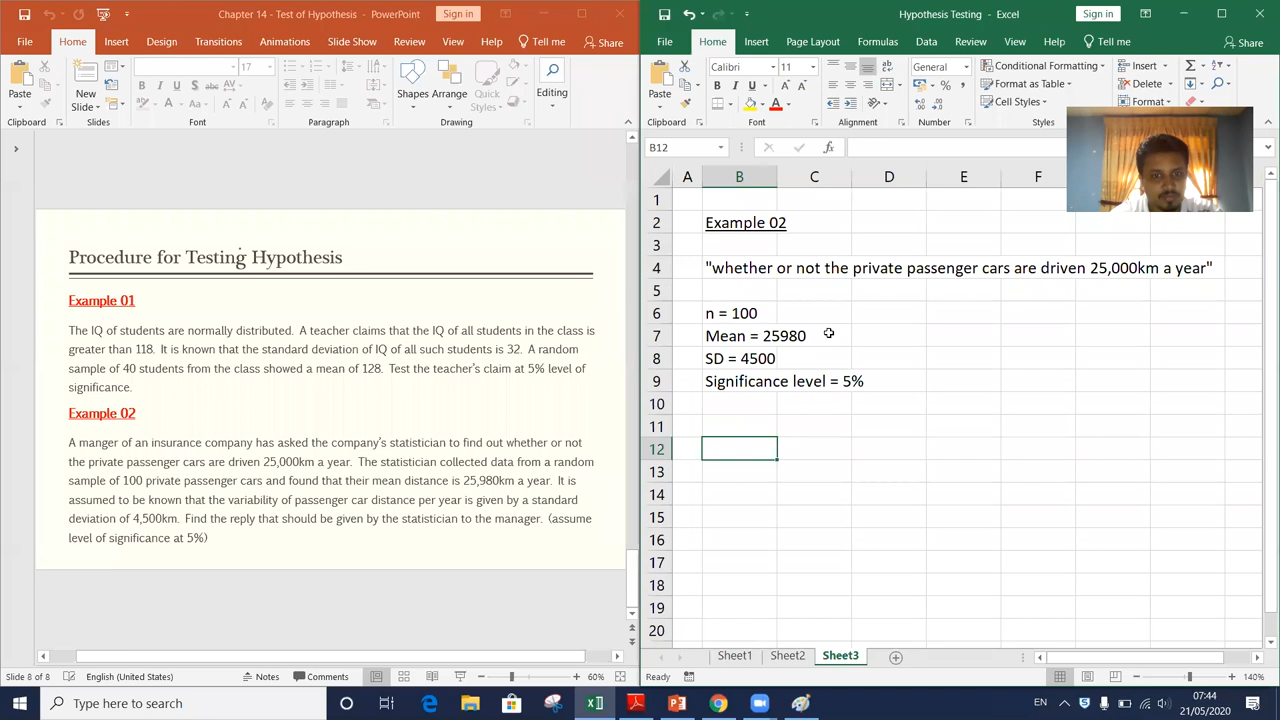 Chapter 14 - Test of Hypothesis - PowerPoint
Sign in
File Home Insert Design Transitions Animations Slide Show Review View Help Tell me Share
17
Paste
New
Slide
Shapes
Arrange
Quick
Styles
Editing
Clipboard
Slides
Font
Paragraph
Drawing
Procedure for Testing Hypothesis
Example 01
The IQ of students are normally distributed. A teacher claims that the IQ of all students in the class is
greater than 118. It is known that the standard deviation of IQ of all such students is 32. A random
sample of 40 students from the class showed a mean of 128. Test the teacher's claim at 5% level of
significance.
Example 02
A manger of an insurance company has asked the company's statistician to find out whether or not
the private passenger cars are driven 25,000km a year. The statistician collected data from a random
sample of 100 private passenger cars and found that their mean distance is 25,980km a year. It is
assumed to be known that the variability of passenger car distance per year is given by a standard
deviation of 4,500km. Find the reply that should be given by the statistician to the manager. (assume
level of significance at 5%)
Slide 8 of 8
English (United States)
Notes
Comments
60%
Hypothesis Testing - Excel
Sign in
File Home Insert Page Layout Formulas Data Review View Help Tell me Share
Paste
Calibri
11
General
Conditional Formatting
Format as Table
Cell Styles
Insert
Delete
Format
Clipboard
Font
Alignment
Number
Styles
B12
fx
A B C D E F
1
2 Example 02
3
4 "whether or not the private passenger cars are driven 25,000km a year"
5
6 n = 100
7 Mean = 25980
8 SD = 4500
9 Significance level = 5%
10
11
12
13
14
15
16
17
18
19
20
Sheet1 Sheet2 Sheet3
Ready
140%
Type here to search
EN
07:44
21/05/2020